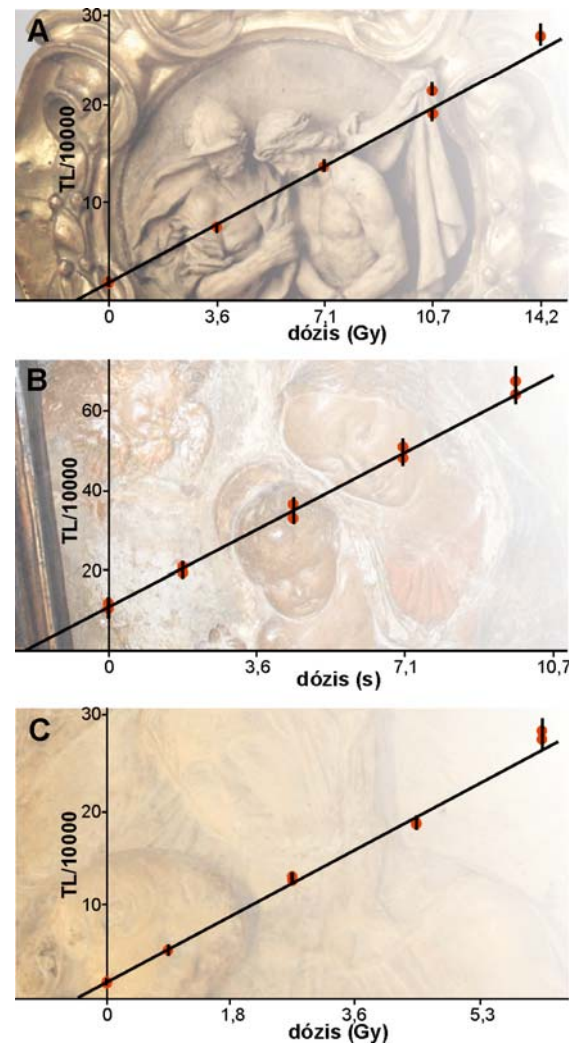 A
TL/10000
30
20
10
0 3,6 7,1 10,7 14,2
dózis (Gy)
B
TL/10000
60
40
20
0 3,6 7,1 10,7
dózis (s)
C
TL/10000
30
20
10
0 1,8 3,6 5,3
dózis (Gy)